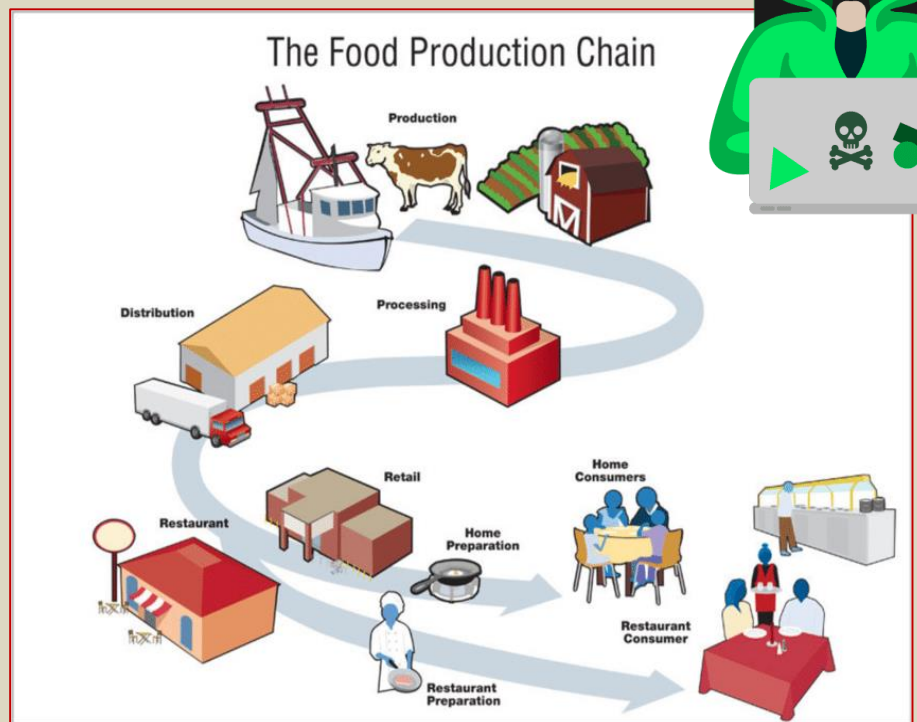 The Food Production Chain
Production
Distribution
Processing
Retail
Home
Consumers
Restaurant
Home
Preparation
Restaurant
Consumer
Restaurant
Preparation